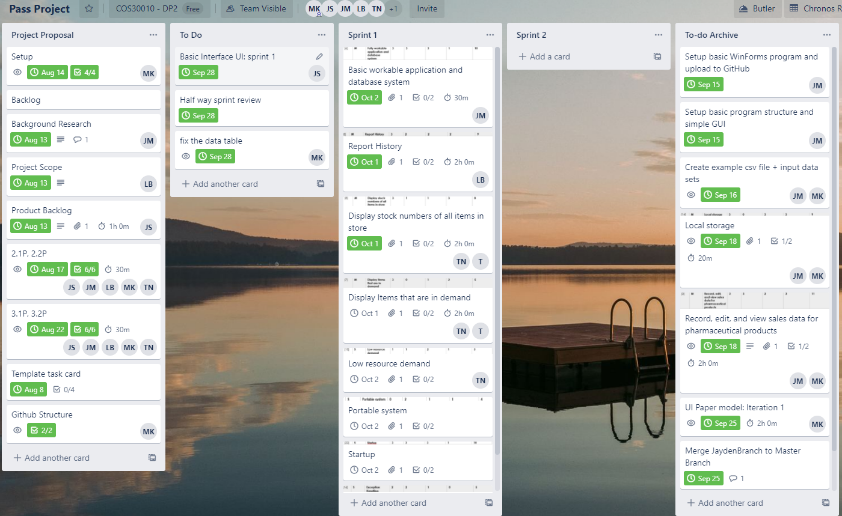 Pass Project
COS30010 - DP2 Free
Team Visible
MK JS JM LB TN +1
Invite
Butler
Chronos R
Project Proposal
Setup
Aug 14 4/4
MK
Backlog
Background Research
Aug 13 1
JM
Project Scope
Aug 13
LB
Product Backlog
Aug 13 1 1h 0m
JS
2.1P, 2.2P
Aug 17 6/6 30m
JS JM LB MK TN
3.1P, 3.2P
Aug 22 6/6 30m
JS JM LB MK TN
Template task card
Aug 8 0/4
Github Structure
2/2
MK
+ Add another card
To Do
Basic Interface UI: sprint 1
Sep 28
JS
Half way sprint review
Sep 28
fix the data table
Sep 28
MK
+ Add another card
Sprint 1
Basic workable application and
database system
Oct 2 1 0/2 30m
JM
Report History
Report History
Oct 1 1 0/2 2h 0m
LB
Display stock numbers of all items in
store
Oct 1 1 0/2 2h 0m
TN T
Display Items that are in demand
Oct 1 1 0/2 2h 0m
TN T
Low resource demand
Oct 2 1 0/2
TN
Portable system
Portable system
Oct 2 1 0/2
Startup
Oct 2 1 0/2
+ Add another card
Sprint 2
+ Add a card
To-do Archive
Setup basic WinForms program and
upload to GitHub
Sep 15
JM
Setup basic program structure and
simple GUI
Sep 15
JM
Create example csv file + input data
sets
Sep 16
JM MK
Local storage
Sep 18 1 1/2
20m
JM MK
Record, edit, and view sales data for
pharmaceutical products
Sep 18 1 1/2
2h 0m
JM MK
UI Paper model: Iteration 1
Sep 25 2h 0m
MK
Merge JaydenBranch to Master
Branch
Sep 25 1
+ Add another card